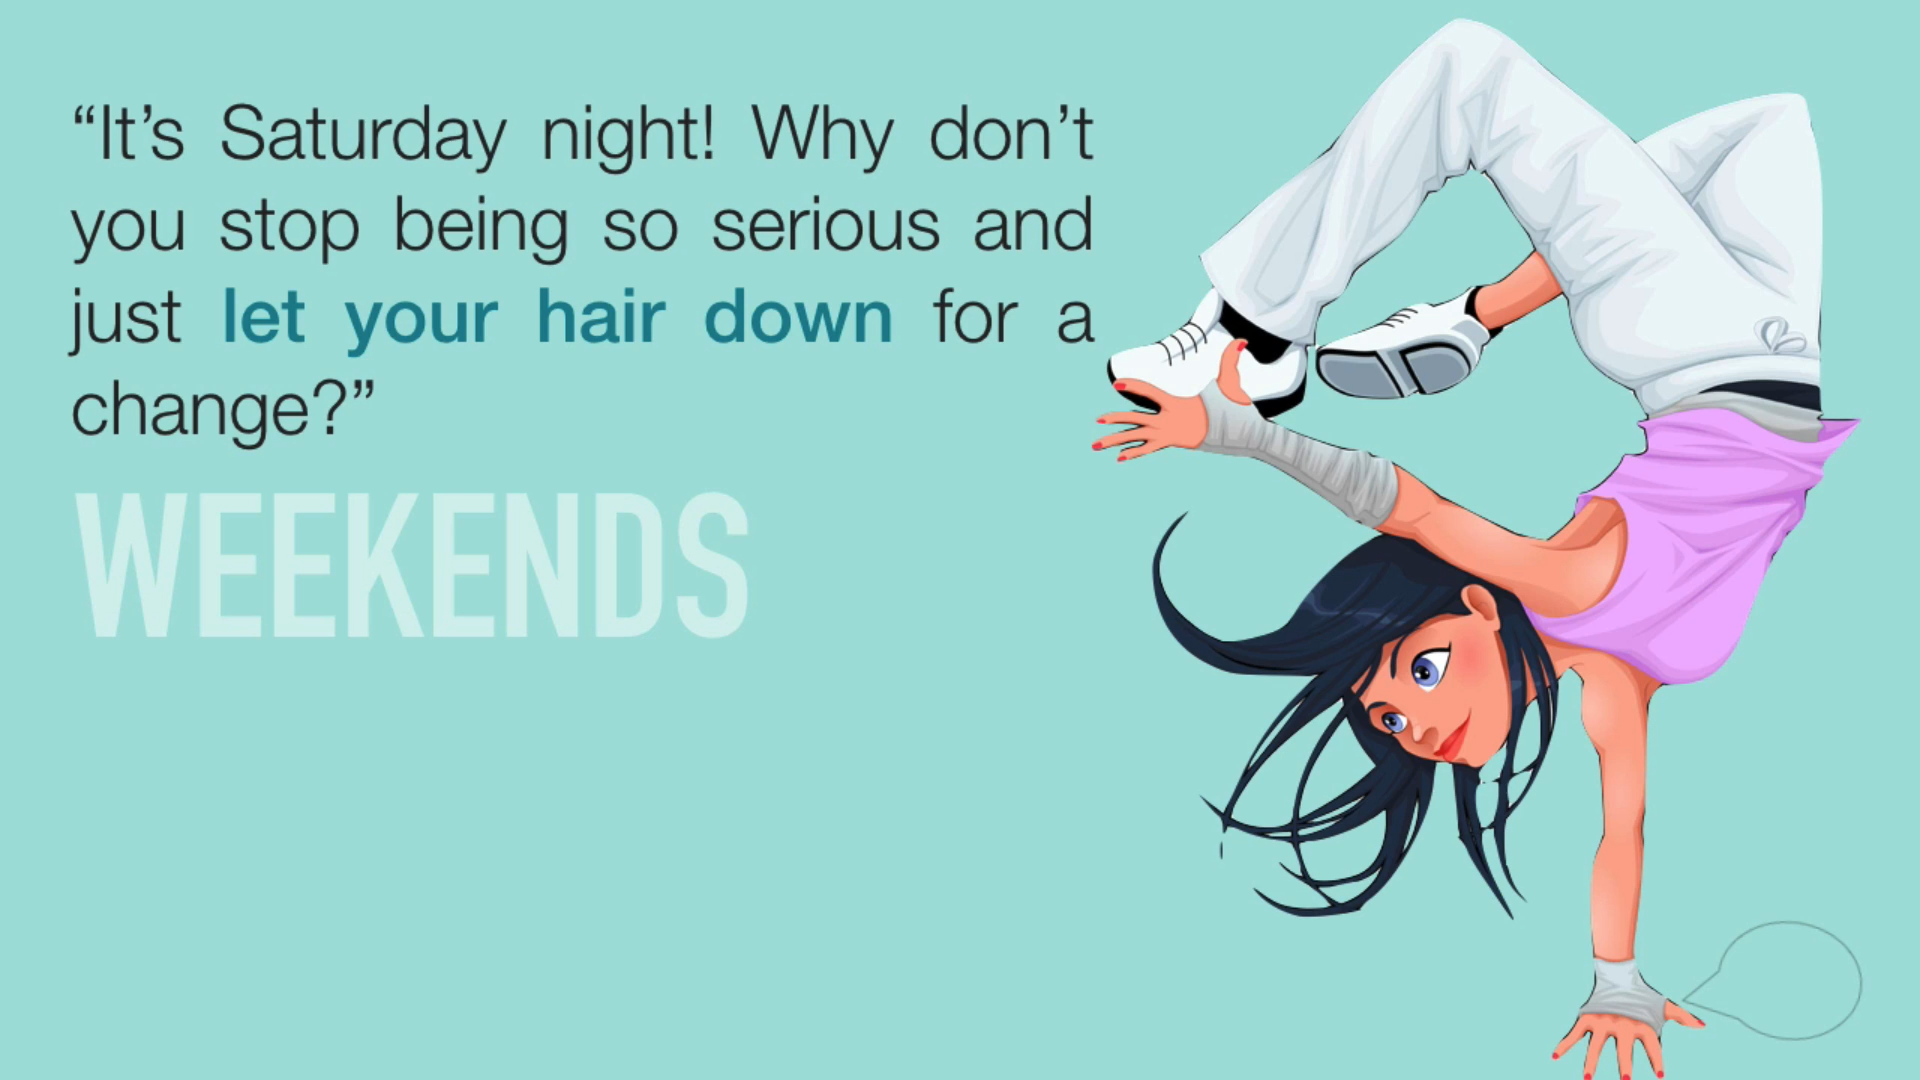 “It’s Saturday night! Why don’t
you stop being so serious and
just let your hair down for a
change?”
WEEKENDS